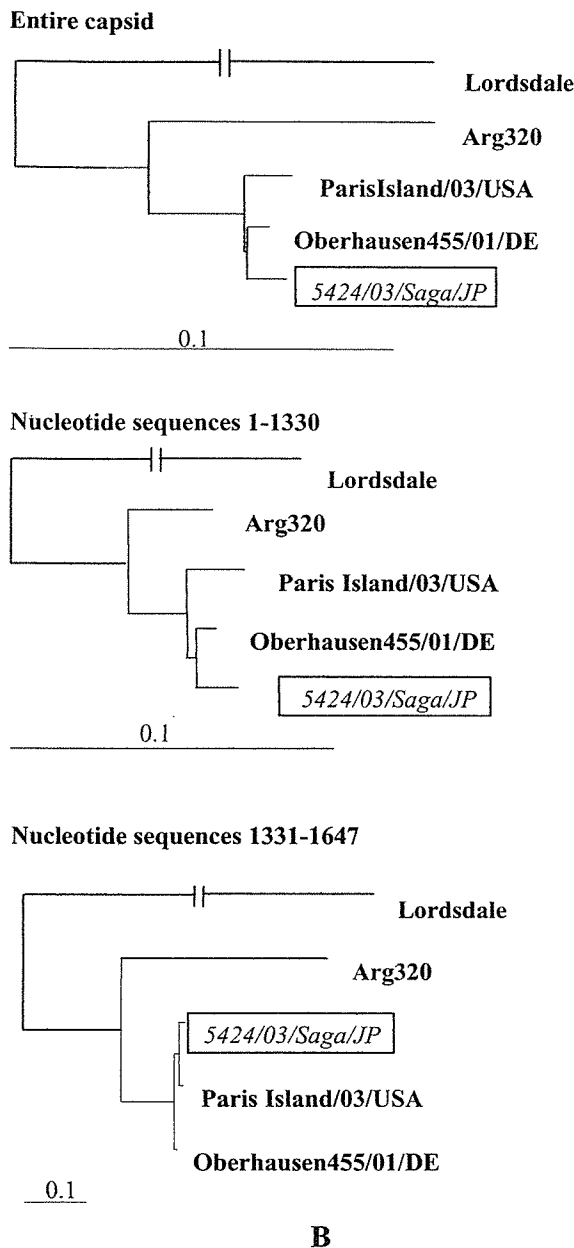 Entire capsid
Lordsdale
Arg320
ParisIsland/03/USA
Oberhausen455/01/DE
5424/03/Saga/JP
0.1
Nucleotide sequences 1-1330
Lordsdale
Arg320
Paris Island/03/USA
Oberhausen455/01/DE
5424/03/Saga/JP
0.1
Nucleotide sequences 1331-1647
Lordsdale
Arg320
5424/03/Saga/JP
Paris Island/03/USA
Oberhausen455/01/DE
0.1
B